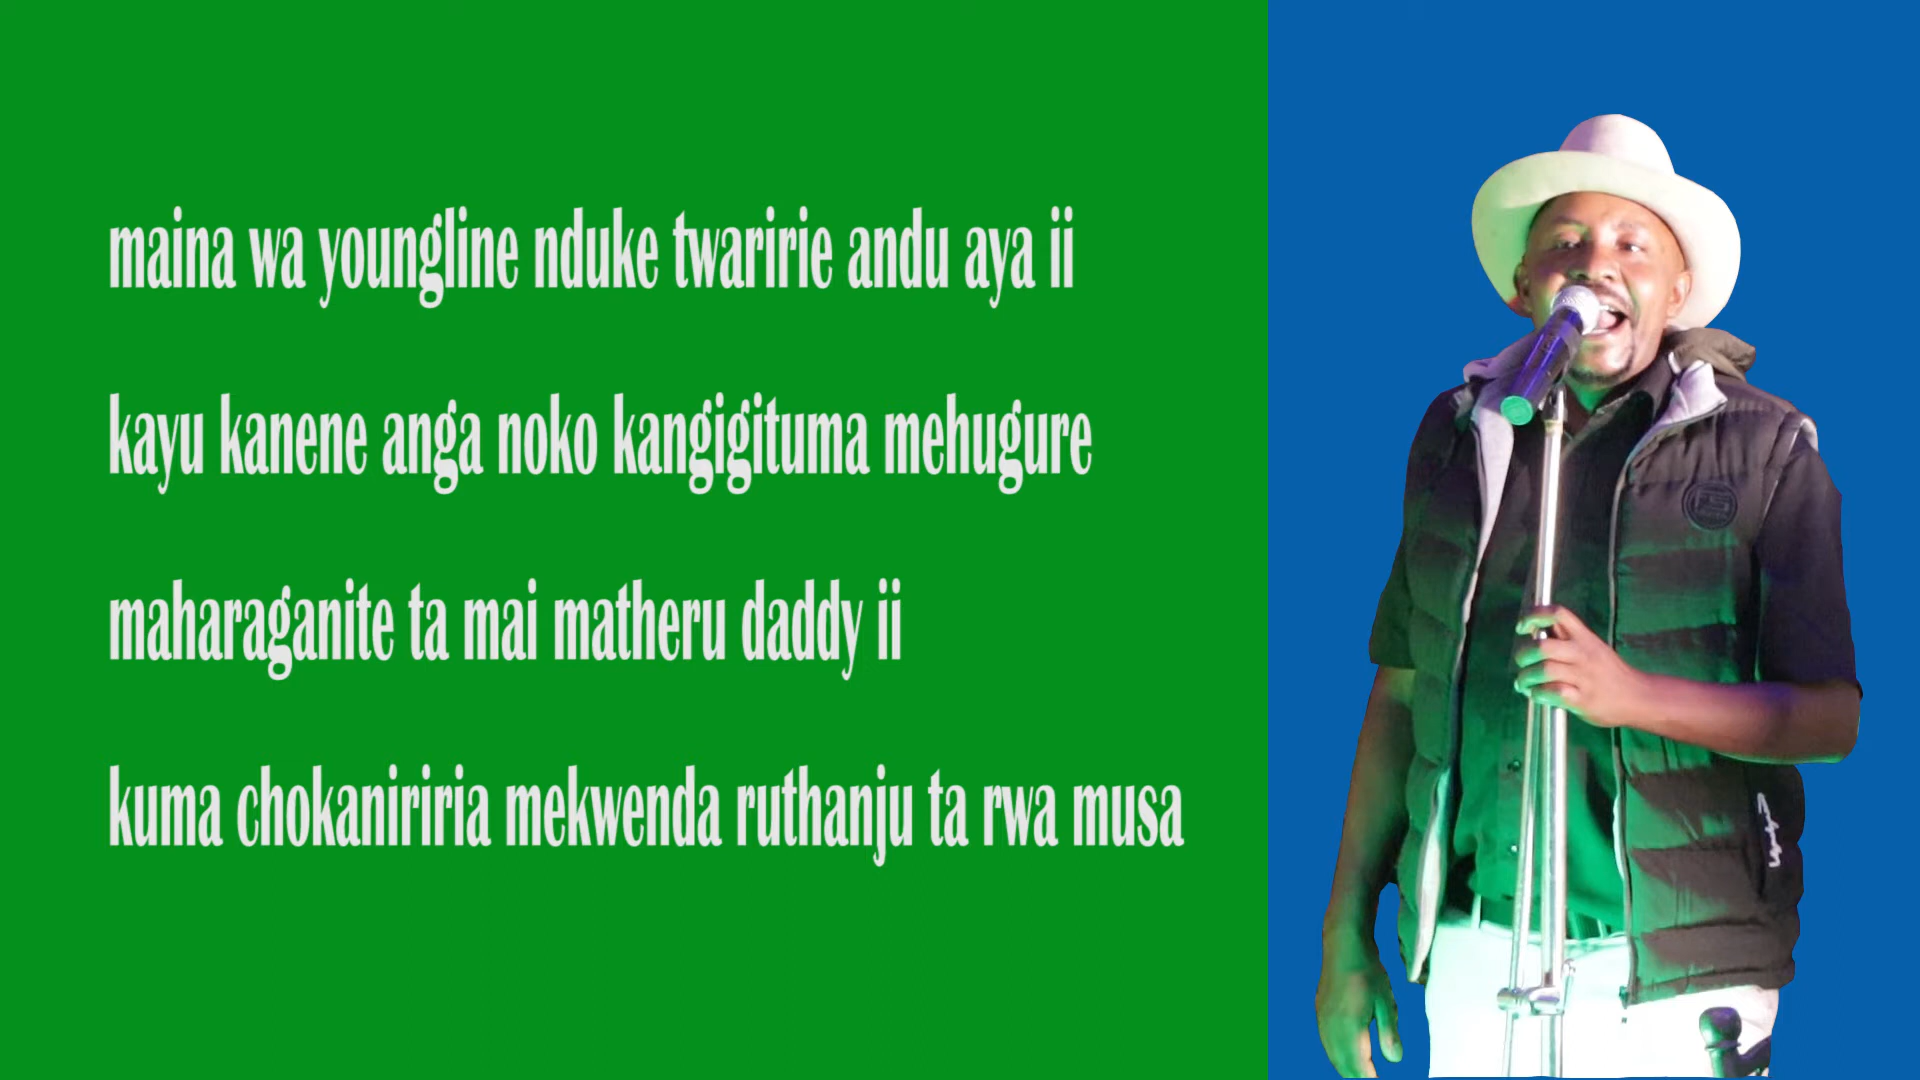 maina wa youngline nduke twaririe andu aya ii
kayu kanene anga noko kangigituma mehugure
maharaganite ta mai matheru daddy ii
kuma chokaniriria mekwenda ruthanju ta rwa musa